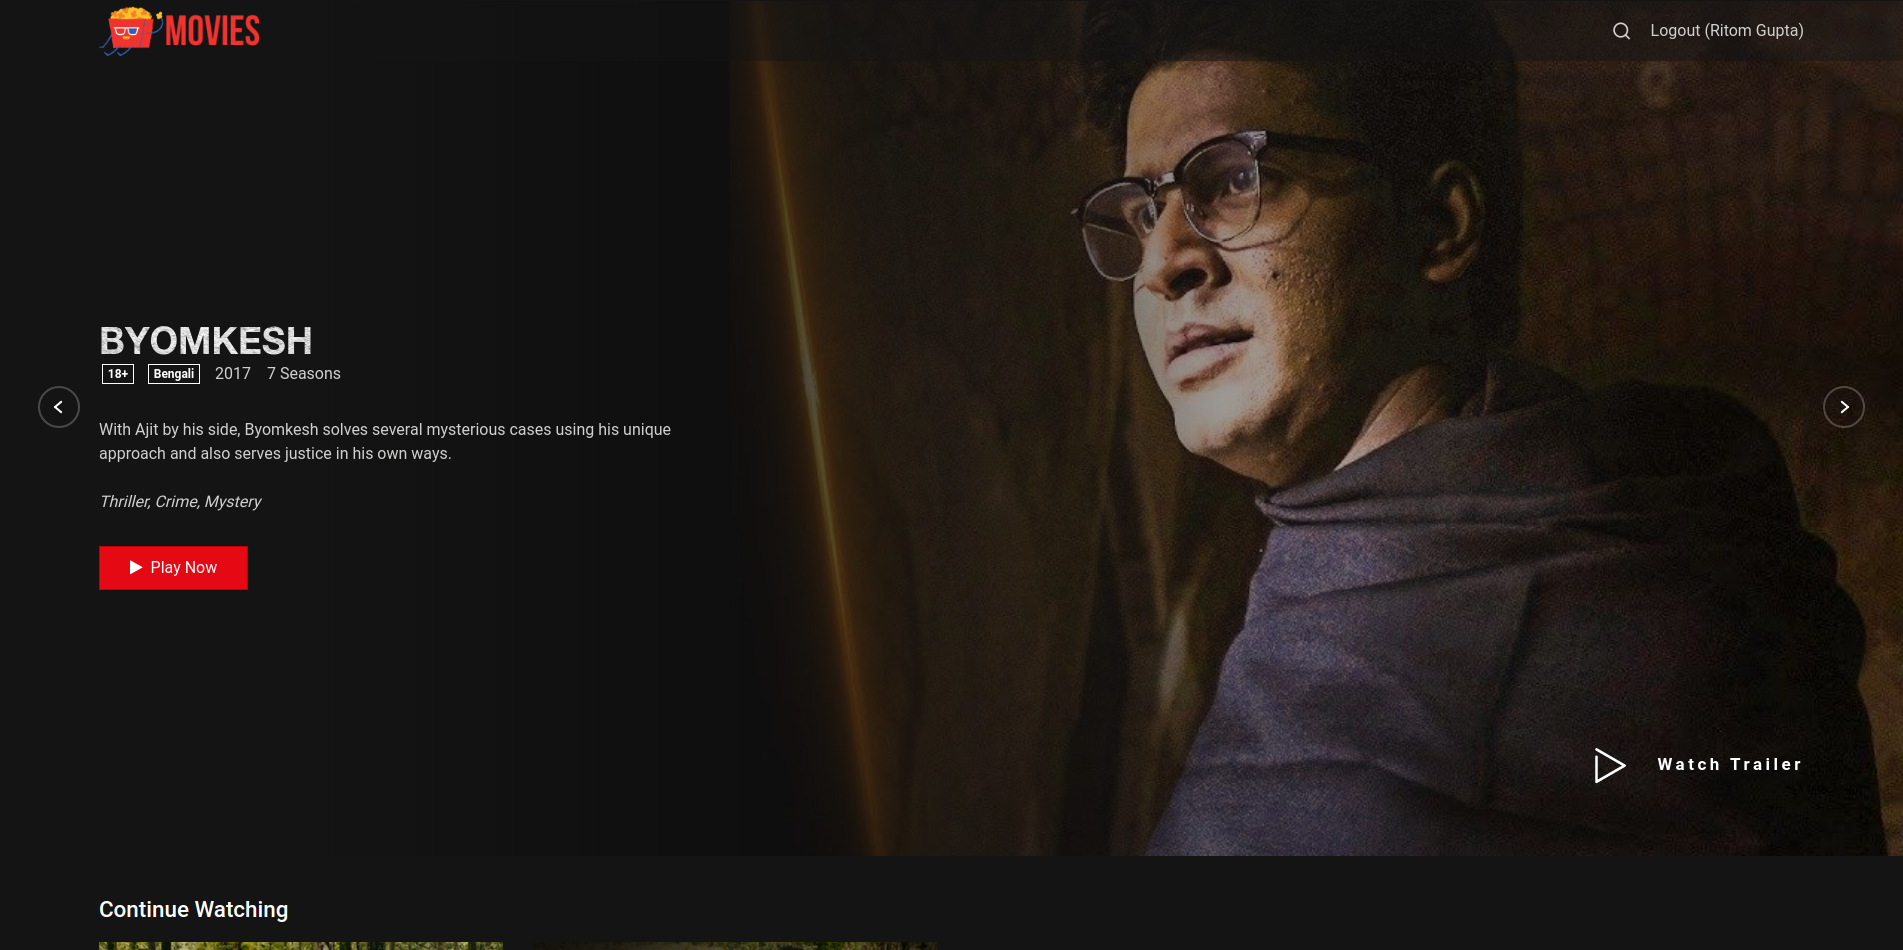 MOVIES
Logout (Ritom Gupta)
BYOMKESH
18+ Bengali 2017 7 Seasons
With Ajit by his side, Byomkesh solves several mysterious cases using his unique
approach and also serves justice in his own ways.
Thriller, Crime, Mystery
Play Now
Watch Trailer
Continue Watching